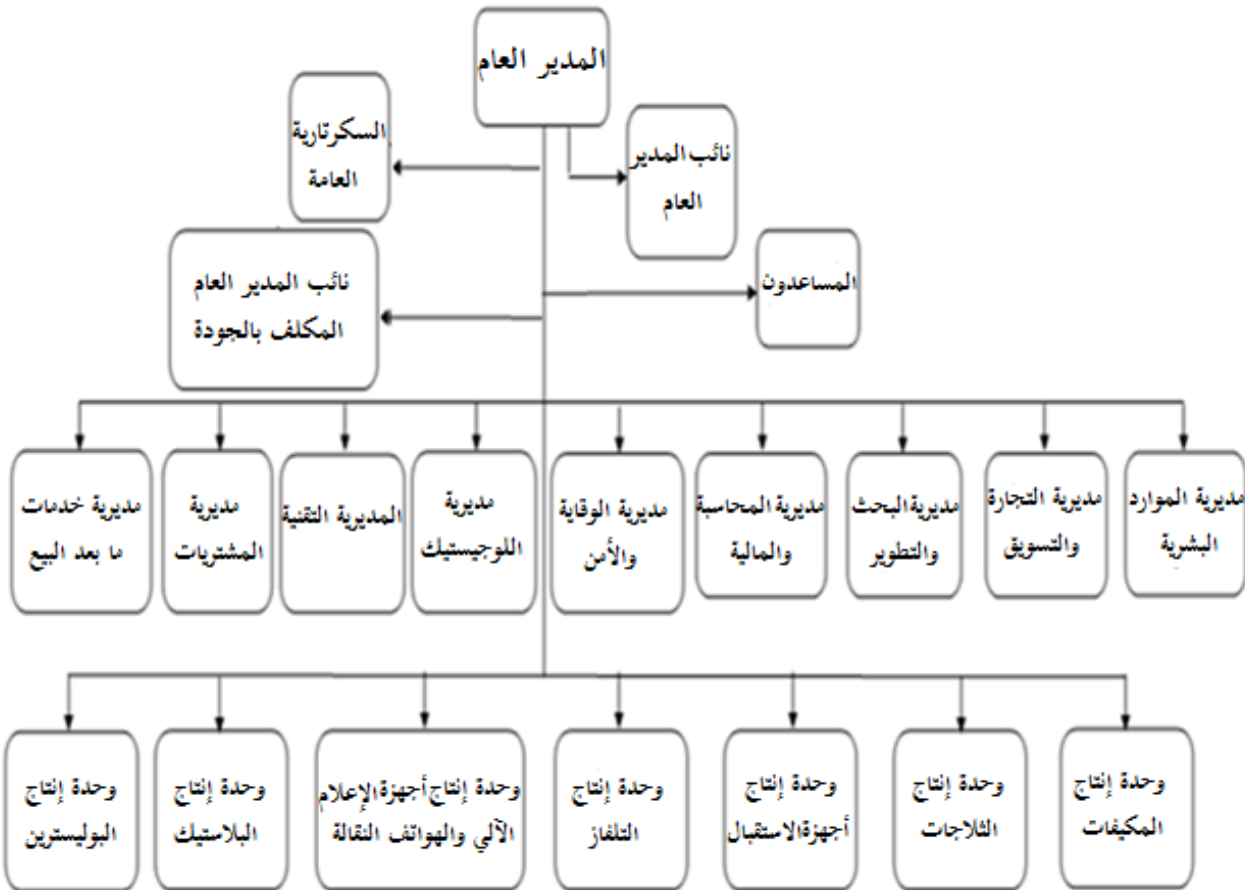 المدير العام
السكرتارية
العامة
نائب المدير
العام
المساعدون
نائب المدير العام
المكلف بالجودة
مديرية الموارد
البشرية
مديرية التجارة
والتسويق
مديرية البحث
والتطوير
مديرية المحاسبة
والمالية
مديرية الوقاية
والأمن
مديرية
اللوجيستيك
المديرية التقنية
مديرية
المشتريات
مديرية خدمات
ما بعد البيع
وحدة إنتاج
المكيفات
وحدة إنتاج
الثلاجات
وحدة إنتاج
أجهزة الاستقبال
وحدة إنتاج
التلفاز
وحدة إنتاج أجهزة الإعلام
الآلي والهواتف النقالة
وحدة إنتاج
البلاستيك
وحدة إنتاج
البوليسترين